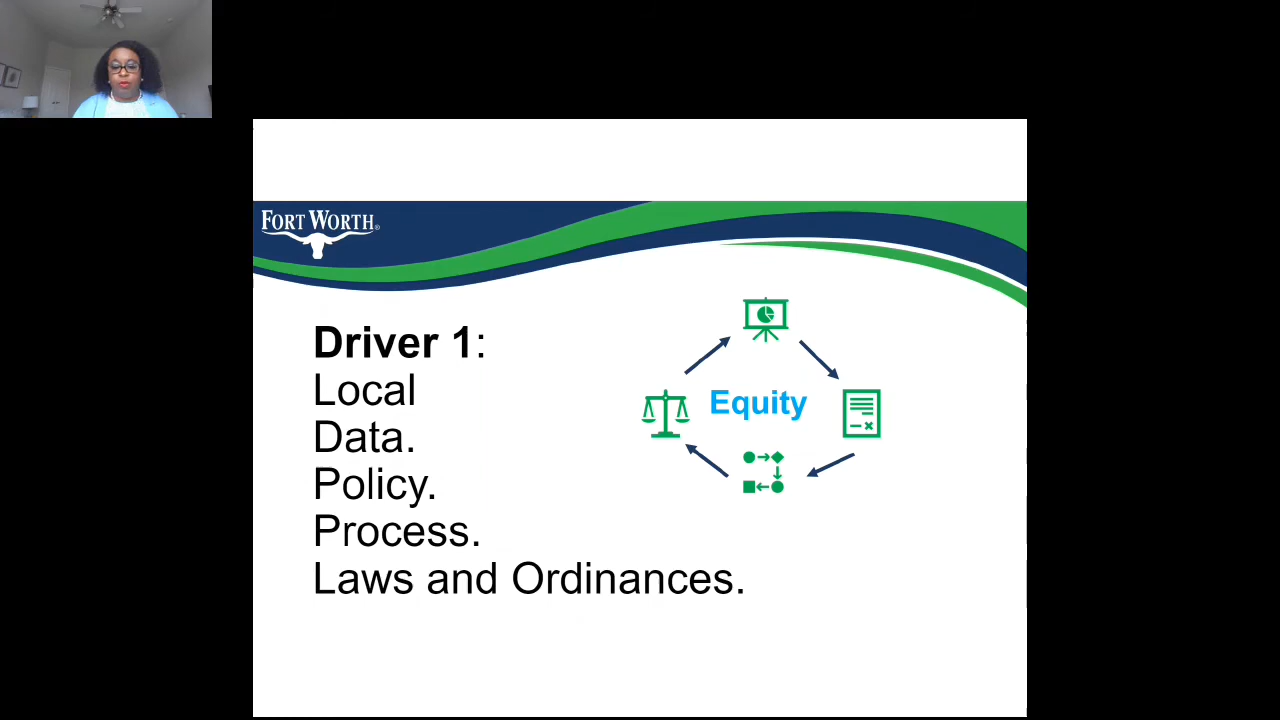 FORT WORTH®
Driver 1:
Local
Data.
Policy.
Process.
Laws and Ordinances.
Equity